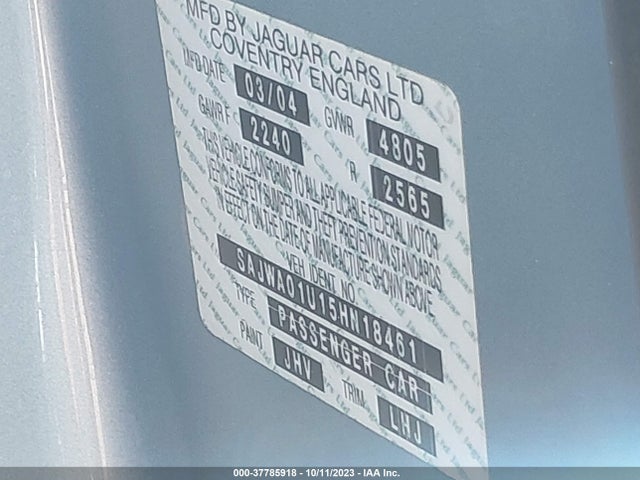 MFD BY JAGUAR CARS LTD
COVENTRY ENGLAND
MFD DATE 03/04 GVWR 4805
GAWR F 2240 R 2565
THIS VEHICLE CONFORMS TO ALL APPLICABLE FEDERAL MOTOR
VEHICLE SAFETY BUMPER AND THEFT PREVENTION STANDARDS
IN EFFECT ON THE DATE OF MANUFACTURE SHOWN ABOVE.
VEH. IDENT NO.
SAJWA01U15HN18461
TYPE PASSENGER CAR
PAINT JHV TRIM LHJ
000-37785918 - 10/11/2023 - IAA Inc.